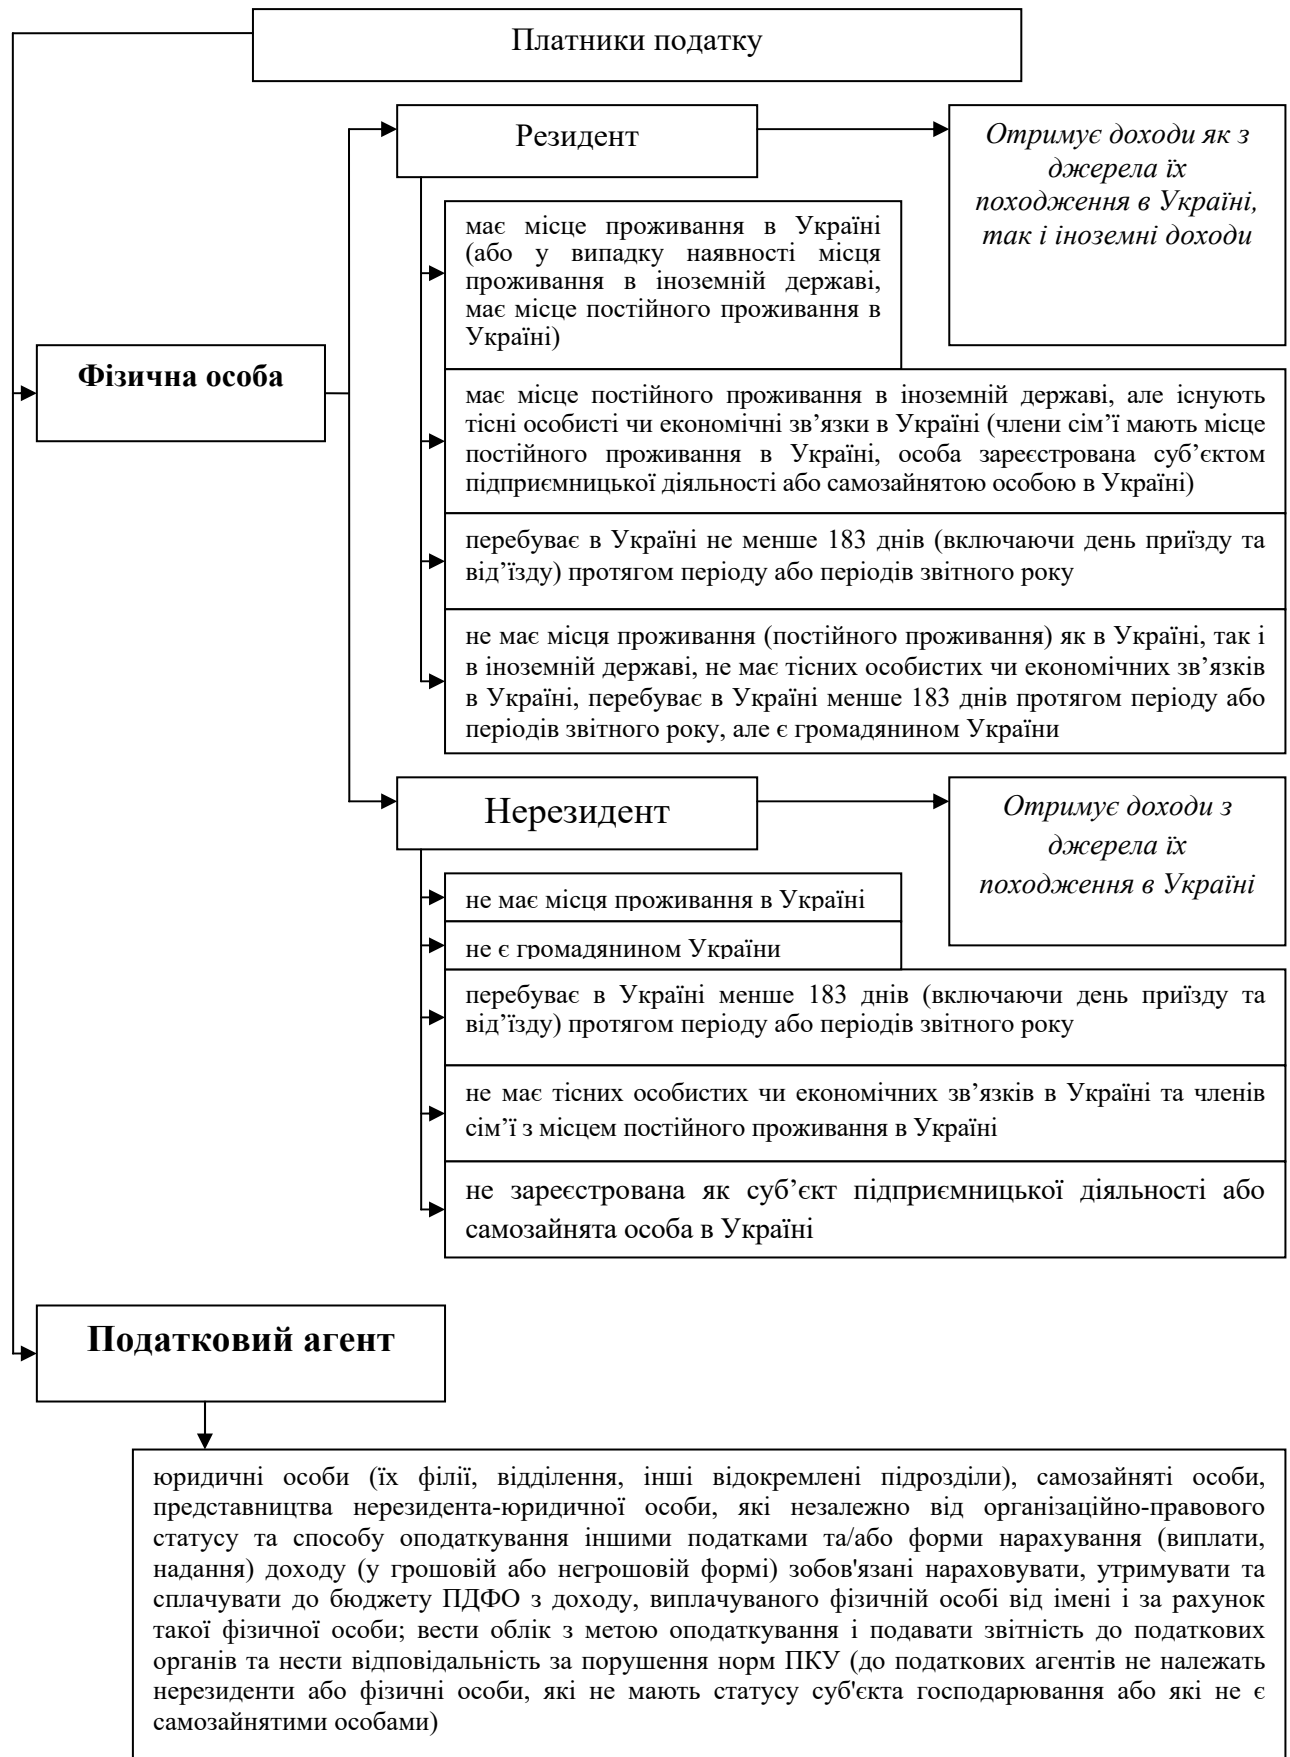 Платники податку
Резидент
Отримує доходи як з
джерела їх
походження в Україні,
так і іноземні доходи
має місце проживання в Україні
(або у випадку наявності місця
проживання в іноземній державі,
має місце постійного проживання в
Україні)
Фізична особа
має місце постійного проживання в іноземній державі, але існують
тісні особисті чи економічні зв’язки в Україні (члени сім’ї мають місце
постійного проживання в Україні, особа зареєстрована суб’єктом
підприємницької діяльності або самозайнятою особою в Україні)
перебуває в Україні не менше 183 днів (включаючи день приїзду та
від’їзду) протягом періоду або періодів звітного року
не має місця проживання (постійного проживання) як в Україні, так і
в іноземній державі, не має тісних особистих чи економічних зв’язків
в Україні, перебуває в Україні менше 183 днів протягом періоду або
періодів звітного року, але є громадянином України
Нерезидент
Отримує доходи з
джерела їх
походження в Україні
не має місця проживання в Україні
не є громадянином України
перебуває в Україні менше 183 днів (включаючи день приїзду та
від’їзду) протягом періоду або періодів звітного року
не має тісних особистих чи економічних зв’язків в Україні та членів
сім’ї з місцем постійного проживання в Україні
не зареєстрована як суб’єкт підприємницької діяльності або
самозайнята особа в Україні
Податковий агент
юридичні особи (їх філії, відділення, інші відокремлені підрозділи), самозайняті особи,
представництва нерезидента-юридичної особи, які незалежно від організаційно-правового
статусу та способу оподаткування іншими податками та/або форми нарахування (виплати,
надання) доходу (у грошовій або негрошовій формі) зобов'язані нараховувати, утримувати та
сплачувати до бюджету ПДФО з доходу, виплачуваного фізичній особі від імені і за рахунок
такої фізичної особи; вести облік з метою оподаткування і подавати звітність до податкових
органів та нести відповідальність за порушення норм ПКУ (до податкових агентів не належать
нерезиденти або фізичні особи, які не мають статусу суб'єкта господарювання або які не є
самозайнятими особами)